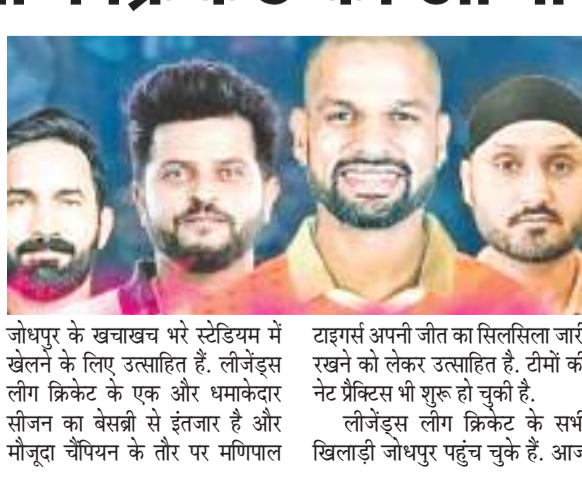 जोधपुर के खचाखच भरे स्टेडियम में
खेलने के लिए उत्साहित हैं. लीजेंड्स
लीग क्रिकेट के एक और धमाकेदार
सीजन का बेसब्री से इंतजार है और
मौजूदा चैंपियन के तौर पर मणिपाल
टाइगर्स अपनी जीत का सिलसिला जारी
रखने को लेकर उत्साहित है. टीमों की
नेट प्रैक्टिस भी शुरू हो चुकी है.
लीजेंड्स लीग क्रिकेट के सभी
खिलाड़ी जोधपुर पहुंच चुके हैं. आज